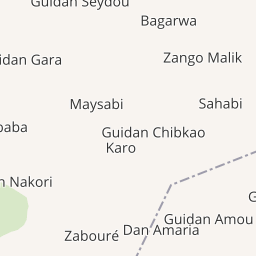 Guidan Seydou
Bagarwa
Zango Malik
idan Gara
Maysabi
Sahabi
baba
Guidan Chibkao
Karo
n Nakori
G
Guidan Amou
Dan Amaria
Zabouré